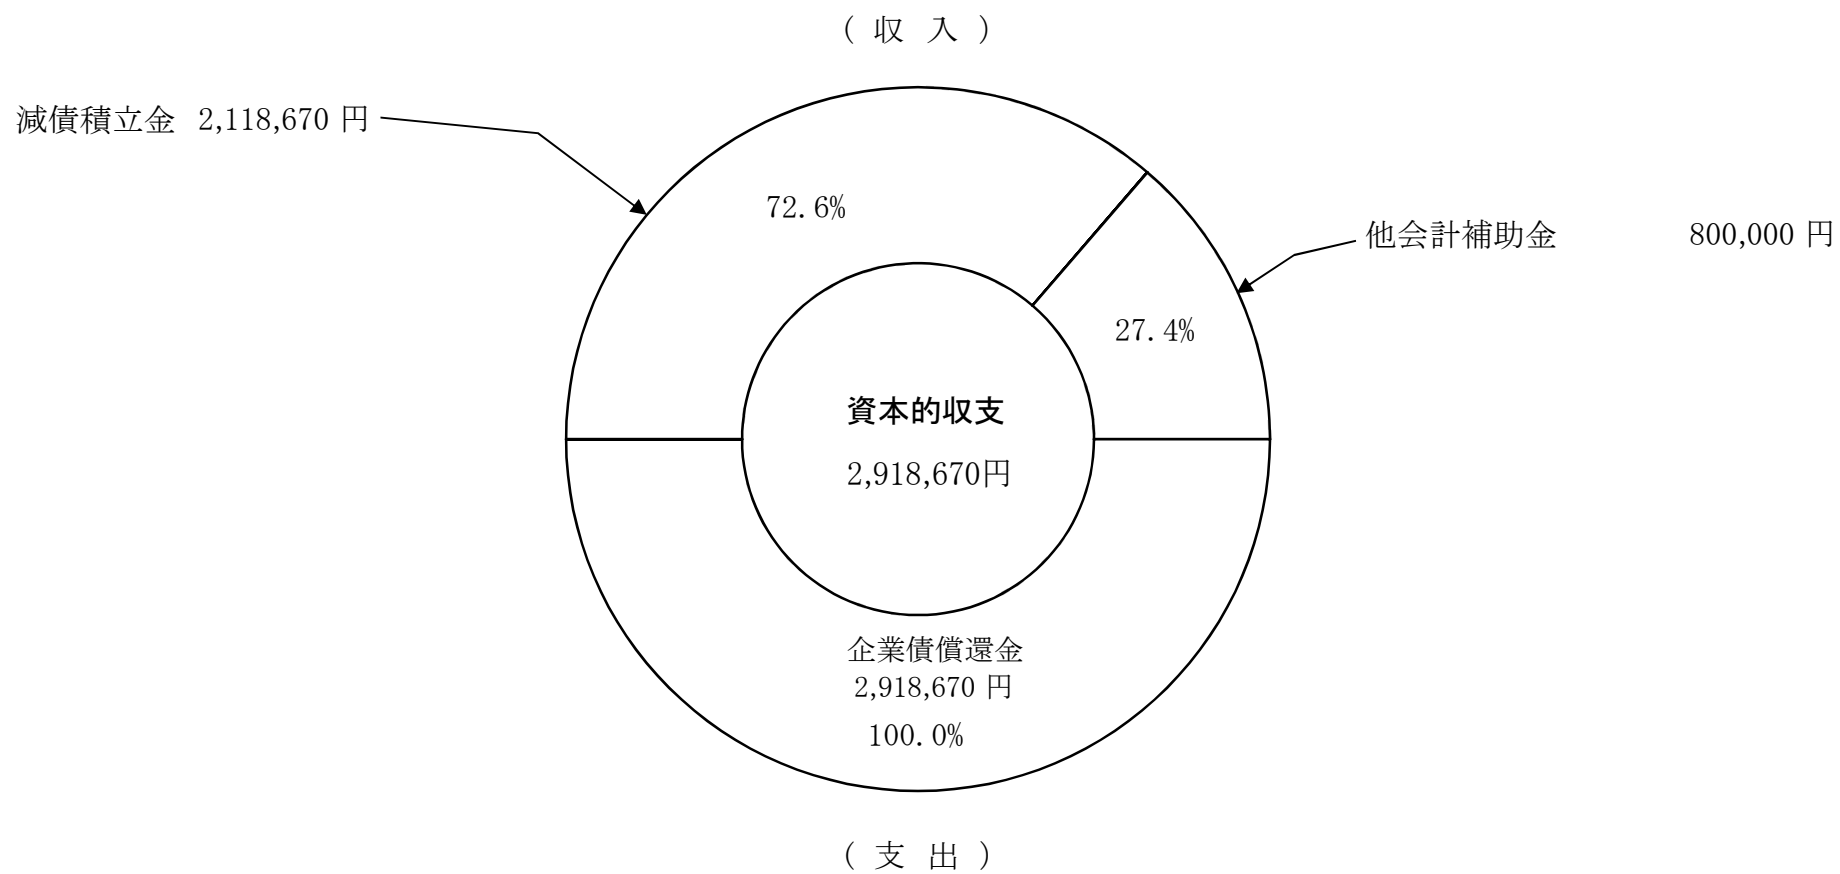 ( 収 入 )
減債積立金 2,118,670 円
72.6%
他会計補助金 800,000 円
27.4%
資本的収支
2,918,670円
企業債償還金
2,918,670 円
100.0%
( 支 出 )